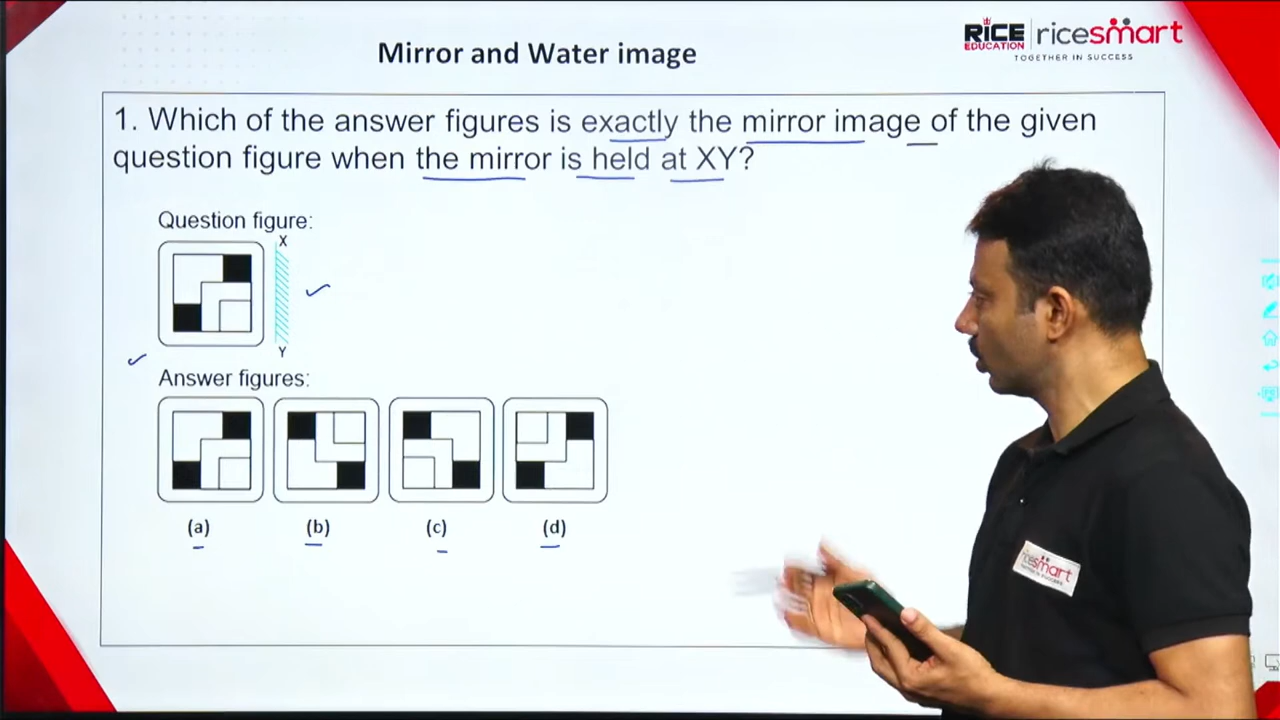 Mirror and Water image
RICE EDUCATION ricesmart
TOGETHER IN SUCCESS
1. Which of the answer figures is exactly the mirror image of the given
question figure when the mirror is held at XY?
Question figure:
X
Y
Answer figures:
(a) (b) (c) (d)
ricesmart